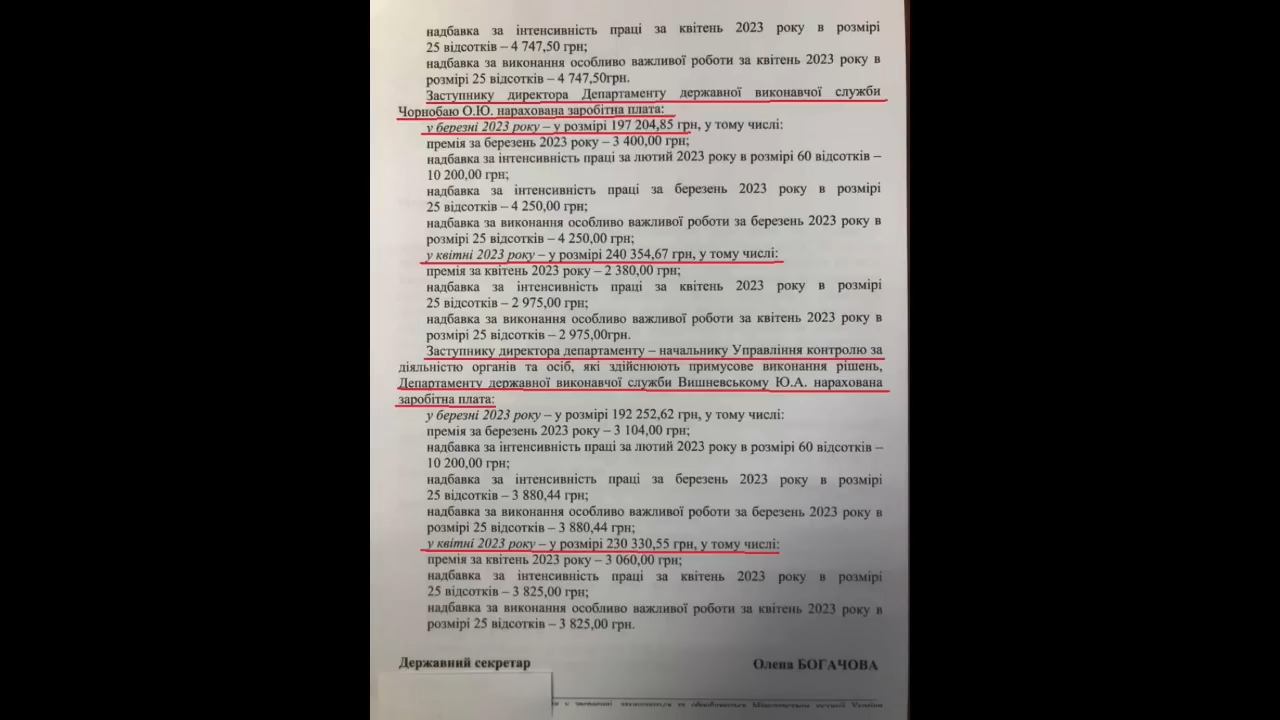 надбавка за інтенсивність праці за квітень 2023 року в розмірі
25 відсотків – 4 747,50 грн;
надбавка за виконання особливо важливої роботи за квітень 2023 року в
розмірі 25 відсотків – 4 747,50грн.
Заступнику директора Департаменту державної виконавчої служби
Чорнобаю О.Ю. нарахована заробітна плата:
у березні 2023 року – у розмірі 197 204,85 грн, у тому числі:
премія за березень 2023 року – 3 400,00 грн;
надбавка за інтенсивність праці за лютий 2023 року в розмірі 60 відсотків –
10 200,00 грн;
надбавка за інтенсивність праці за березень 2023 року в розмірі
25 відсотків – 4 250,00 грн;
надбавка за виконання особливо важливої роботи за березень 2023 року в
розмірі 25 відсотків – 4 250,00 грн;
у квітні 2023 року – у розмірі 240 354,67 грн, у тому числі:
премія за квітень 2023 року – 2 380,00 грн;
надбавка за інтенсивність праці за квітень 2023 року в розмірі
25 відсотків – 2 975,00 грн;
надбавка за виконання особливо важливої роботи за квітень 2023 року в
розмірі 25 відсотків – 2 975,00грн.
Заступнику директора департаменту – начальнику Управління контролю за
діяльністю органів та осіб, які здійснюють примусове виконання рішень,
Департаменту державної виконавчої служби Вишневському Ю.А. нарахована
заробітна плата:
у березні 2023 року – у розмірі 192 252,62 грн, у тому числі:
премія за березень 2023 року – 3 104,00 грн;
надбавка за інтенсивність праці за лютий 2023 року в розмірі 60 відсотків –
10 200,00 грн;
надбавка за інтенсивність праці за березень 2023 року в розмірі
25 відсотків – 3 880,44 грн;
надбавка за виконання особливо важливої роботи за березень 2023 року в
розмірі 25 відсотків – 3 880,44 грн;
у квітні 2023 року – у розмірі 230 330,55 грн, у тому числі:
премія за квітень 2023 року – 3 060,00 грн;
надбавка за інтенсивність праці за квітень 2023 року в розмірі
25 відсотків – 3 825,00 грн;
надбавка за виконання особливо важливої роботи за квітень 2023 року в
розмірі 25 відсотків – 3 825,00 грн.
Державний секретар Олена БОГАЧОВА